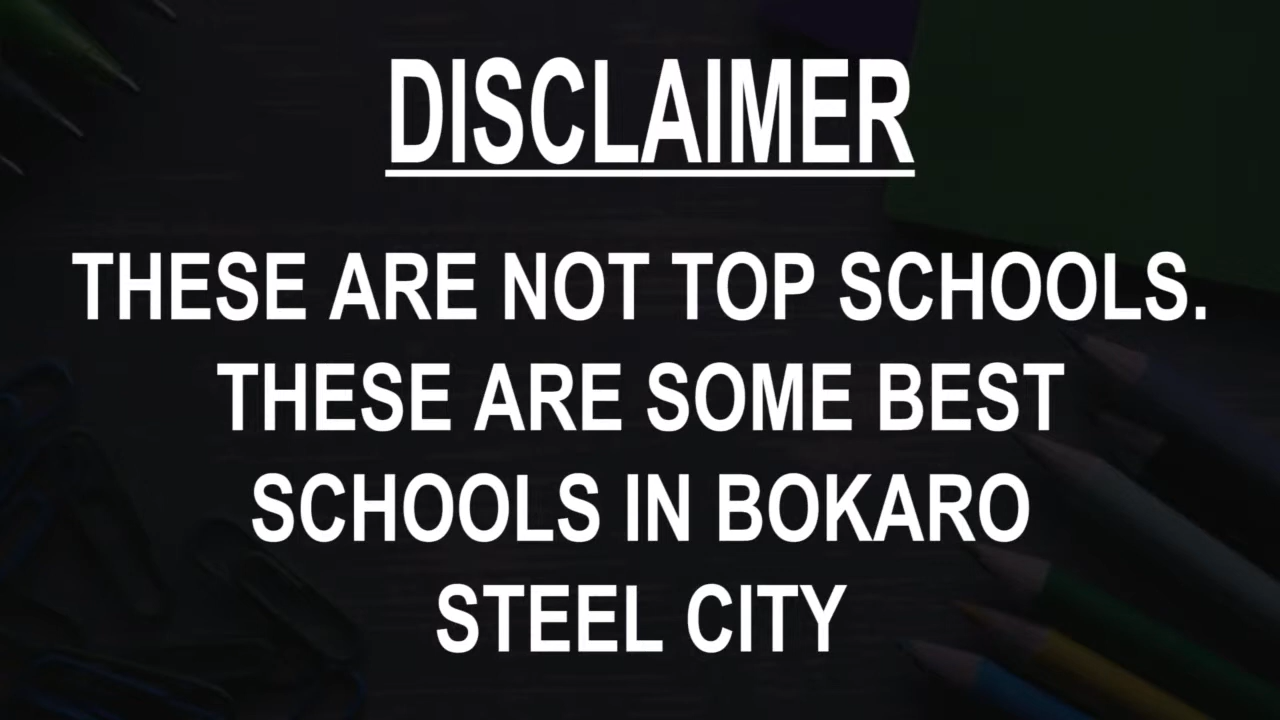 DISCLAIMER
THESE ARE NOT TOP SCHOOLS.
THESE ARE SOME BEST
SCHOOLS IN BOKARO
STEEL CITY